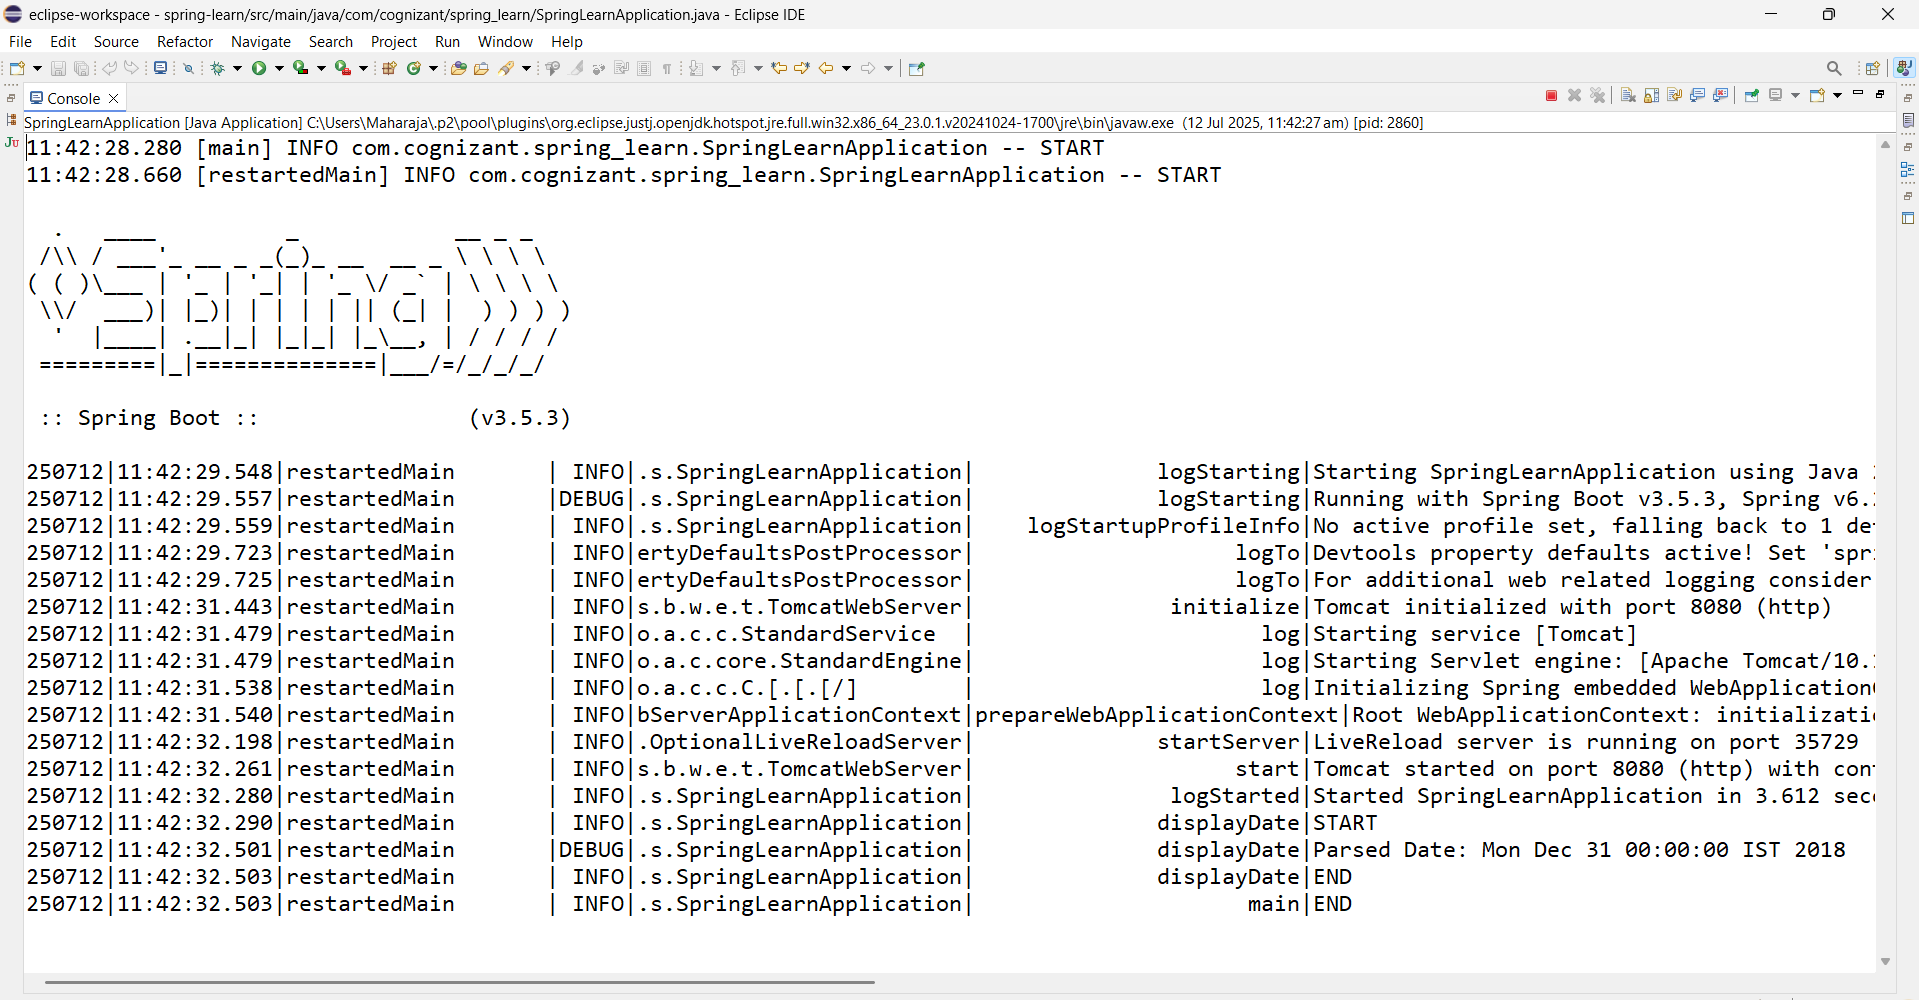 eclipse-workspace - spring-learn/src/main/java/com/cognizant/spring_learn/SpringLearnApplication.java - Eclipse IDE
File Edit Source Refactor Navigate Search Project Run Window Help
Console
SpringLearnApplication [Java Application] C:\Users\Maharaja\.p2\pool\plugins\org.eclipse.justj.openjdk.hotspot.jre.full.win32.x86_64_23.0.1.v20241024-1700\jre\bin\javaw.exe (12 Jul 2025, 11:42:27 am) [pid: 2860]
11:42:28.280 [main] INFO com.cognizant.spring_learn.SpringLearnApplication -- START
11:42:28.660 [restartedMain] INFO com.cognizant.spring_learn.SpringLearnApplication -- START
  .   ____          _            __ _ _
 /\\ / ___'_ __ _ _(_)_ __  __ _ \ \ \ \
( ( )\___ | '_ | '_| | '_ \/ _` | \ \ \ \
 \\/  ___)| |_)| | | | | || (_| |  ) ) ) )
  '  |____| .__|_| |_|_| |_\__, | / / / /
 =========|_|==============|___/=/_/_/_/
 :: Spring Boot ::                (v3.5.3)
250712|11:42:29.548|restartedMain       | INFO|.s.SpringLearnApplication|              logStarting|Starting SpringLearnApplication using Java
250712|11:42:29.557|restartedMain       |DEBUG|.s.SpringLearnApplication|              logStarting|Running with Spring Boot v3.5.3, Spring v6.
250712|11:42:29.559|restartedMain       | INFO|.s.SpringLearnApplication|    logStartupProfileInfo|No active profile set, falling back to 1 de
250712|11:42:29.723|restartedMain       | INFO|ertyDefaultsPostProcessor|                    logTo|Devtools property defaults active! Set 'spr
250712|11:42:29.725|restartedMain       | INFO|ertyDefaultsPostProcessor|                    logTo|For additional web related logging consider
250712|11:42:31.443|restartedMain       | INFO|s.b.w.e.t.TomcatWebServer|               initialize|Tomcat initialized with port 8080 (http)
250712|11:42:31.479|restartedMain       | INFO|o.a.c.c.StandardService  |                      log|Starting service [Tomcat]
250712|11:42:31.479|restartedMain       | INFO|o.a.c.core.StandardEngine|                      log|Starting Servlet engine: [Apache Tomcat/10.
250712|11:42:31.538|restartedMain       | INFO|o.a.c.c.C.[.[.[/]        |                      log|Initializing Spring embedded WebApplication
250712|11:42:31.540|restartedMain       | INFO|bServerApplicationContext|prepareWebApplicationContext|Root WebApplicationContext: initializati
250712|11:42:32.198|restartedMain       | INFO|.OptionalLiveReloadServer|              startServer|LiveReload server is running on port 35729
250712|11:42:32.261|restartedMain       | INFO|s.b.w.e.t.TomcatWebServer|                    start|Tomcat started on port 8080 (http) with con
250712|11:42:32.280|restartedMain       | INFO|.s.SpringLearnApplication|               logStarted|Started SpringLearnApplication in 3.612 sec
250712|11:42:32.290|restartedMain       | INFO|.s.SpringLearnApplication|              displayDate|START
250712|11:42:32.501|restartedMain       |DEBUG|.s.SpringLearnApplication|              displayDate|Parsed Date: Mon Dec 31 00:00:00 IST 2018
250712|11:42:32.503|restartedMain       | INFO|.s.SpringLearnApplication|              displayDate|END
250712|11:42:32.503|restartedMain       | INFO|.s.SpringLearnApplication|                     main|END